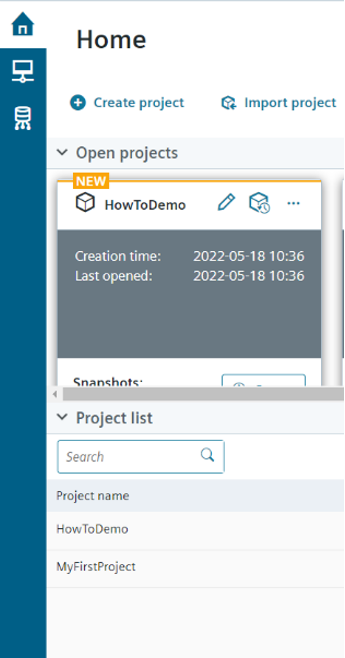 Home
Create project Import project
Open projects
NEW
HowToDemo
Creation time: 2022-05-18 10:36
Last opened: 2022-05-18 10:36
Snapshots:
Project list
Search
Project name
HowToDemo
MyFirstProject